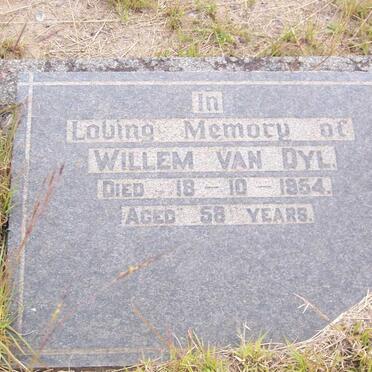 In
Loving Memory of
WILLEM VAN DYL.
DIED 18 - 10 - 1954.
AGED 58 YEARS.